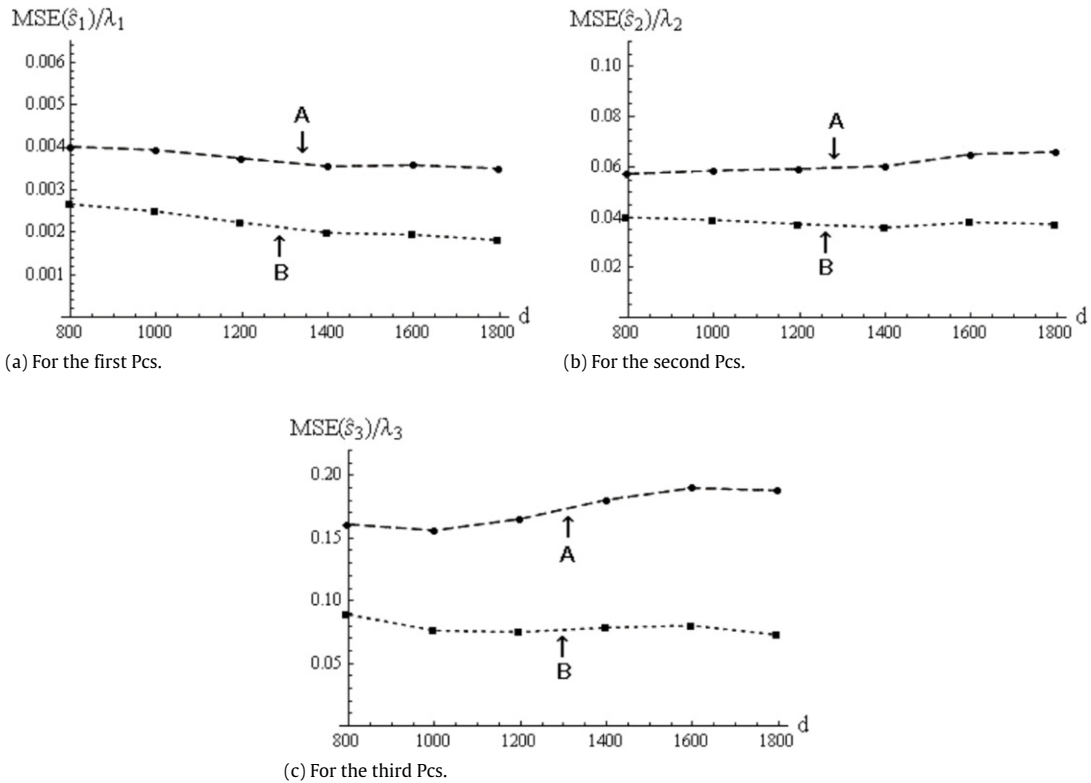 MSE(ŝ₁)/λ₁
0.006
0.005
0.004
0.003
0.002
0.001
A
B
800 1000 1200 1400 1600 1800 d
(a) For the first Pcs.
MSE(ŝ₂)/λ₂
0.10
0.08
0.06
0.04
0.02
A
B
800 1000 1200 1400 1600 1800 d
(b) For the second Pcs.
MSE(ŝ₃)/λ₃
0.20
0.15
0.10
0.05
A
B
800 1000 1200 1400 1600 1800 d
(c) For the third Pcs.